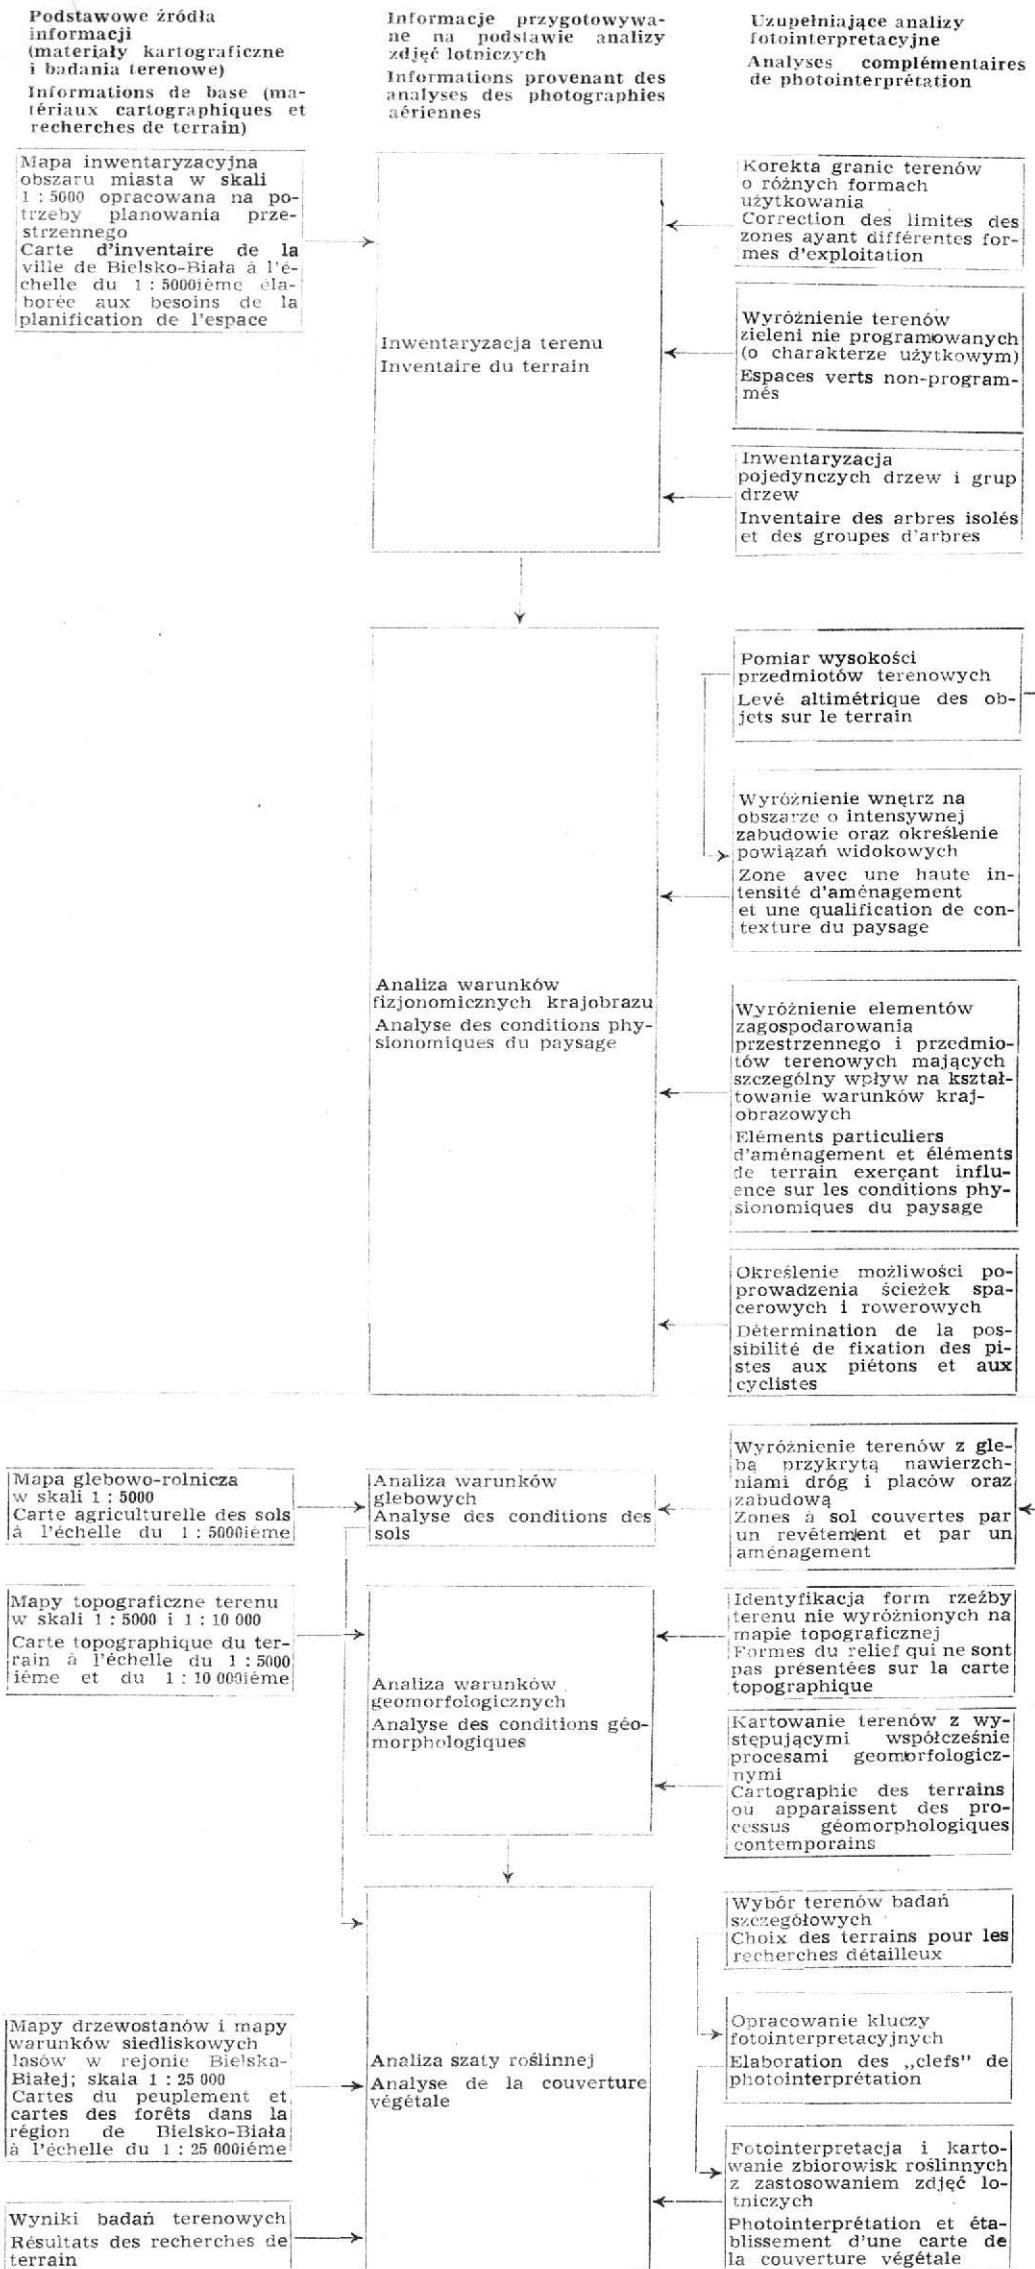 Podstawowe źródła
informacji
(materiały kartograficzne
i badania terenowe)
Informations de base (ma-
tériaux cartographiques et
recherches de terrain)
Informacje przygotowywa-
ne na podstawie analizy
zdjęć lotniczych
Informations provenant des
analyses des photographies
aériennes
Uzupełniające analizy
fotointerpretacyjne
Analyses complémentaires
de photointerprétation
Mapa inwentaryzacyjna
obszaru miasta w skali
1 : 5000 opracowana na po-
trzeby planowania prze-
strzennego
Carte d'inventaire de la
ville de Bielsko-Biała à l'é-
chelle du 1 : 5000ième éla-
borée aux besoins de la
planification de l'espace
Inwentaryzacja terenu
Inventaire du terrain
Korekta granic terenów
o różnych formach
użytkowania
Correction des limites des
zones ayant différentes for-
mes d'exploitation
Wyróżnienie terenów
zieleni nie programowanych
(o charakterze użytkowym)
Espaces verts non-program-
més
Inwentaryzacja
pojedynczych drzew i grup
drzew
Inventaire des arbres isolés
et des groupes d'arbres
Analiza warunków
fizjonomicznych krajobrazu
Analyse des conditions phy-
sionomiques du paysage
Pomiar wysokości
przedmiotów terenowych
Levé altimétrique des ob-
jets sur le terrain
Wyróżnienie wnętrz na
obszarze o intensywnej
zabudowie oraz określenie
powiązań widokowych
Zone avec une haute in-
tensité d'aménagement
et une qualification de con-
texture du paysage
Wyróżnienie elementów
zagospodarowania
przestrzennego i przedmio-
tów terenowych mających
szczególny wpływ na kształ-
towanie warunków kraj-
obrazowych
Eléments particuliers
d'aménagement et éléments
de terrain exerçant influ-
ence sur les conditions phy-
sionomiques du paysage
Określenie możliwości po-
prowadzenia ścieżek spa-
cerowych i rowerowych
Détermination de la pos-
sibilité de fixation des pi-
stes aux piétons et aux
cyclistes
Mapa glebowo-rolnicza
w skali 1 : 5000
Carte agriculturelle des sols
à l'échelle du 1 : 5000ième
Analiza warunków
glebowych
Analyse des conditions des
sols
Wyróżnienie terenów z gle-
bą przykrytą nawierzch-
niami dróg i placów oraz
zabudową
Zones à sol couvertes par
un revêtement et par un
aménagement
Mapy topograficzne terenu
w skali 1 : 5000 i 1 : 10 000
Carte topographique du ter-
rain à l'échelle du 1 : 5000
ième et du 1 : 10 000ième
Analiza warunków
geomorfologicznych
Analyse des conditions géo-
morphologiques
Identyfikacja form rzeźby
terenu nie wyróżnionych na
mapie topograficznej
Formes du relief qui ne sont
pas présentées sur la carte
topographique
Kartowanie terenów z wy-
stępującymi współcześnie
procesami geomorfologicz-
nymi
Cartographie des terrains
ou apparaissent des pro-
cessus géomorphologiques
contemporains
Mapy drzewostanów i mapy
warunków siedliskowych
lasów w rejonie Bielska-
Białej; skala 1 : 25 000
Cartes du peuplement et
cartes des forêts dans la
région de Bielsko-Biała
à l'échelle du 1 : 25 000ième
Wyniki badań terenowych
Résultats des recherches de
terrain
Analiza szaty roślinnej
Analyse de la couverture
végétale
Wybór terenów badań
szczegółowych
Choix des terrains pour les
recherches détailleux
Opracowanie kluczy
fotointerpretacyjnych
Elaboration des „clefs" de
photointerprétation
Fotointerpretacja i karto-
wanie zbiorowisk roślinnych
z zastosowaniem zdjęć lo-
tniczych
Photointerprétation et éta-
blissement d'une carte de
la couverture végétale